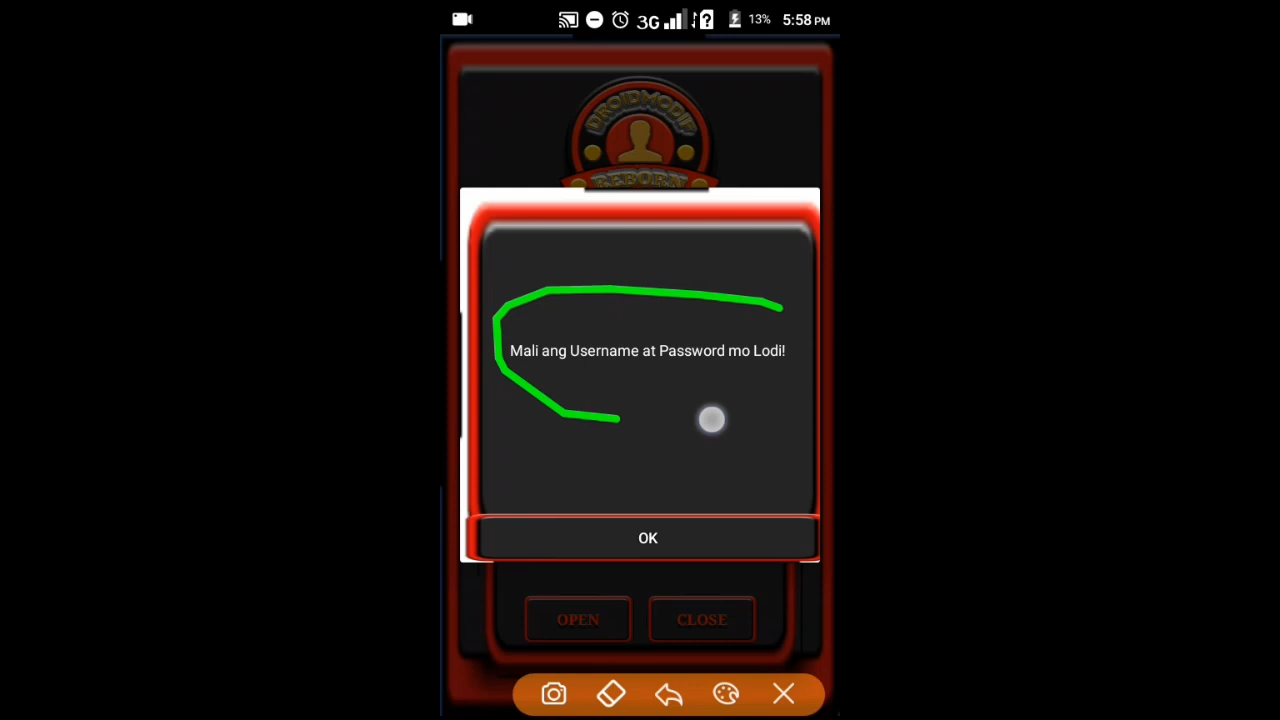 3G 13% 5:58 PM
DROIDMODIF
REBORN
Mali ang Username at Password mo Lodi!
OK
OPEN CLOSE